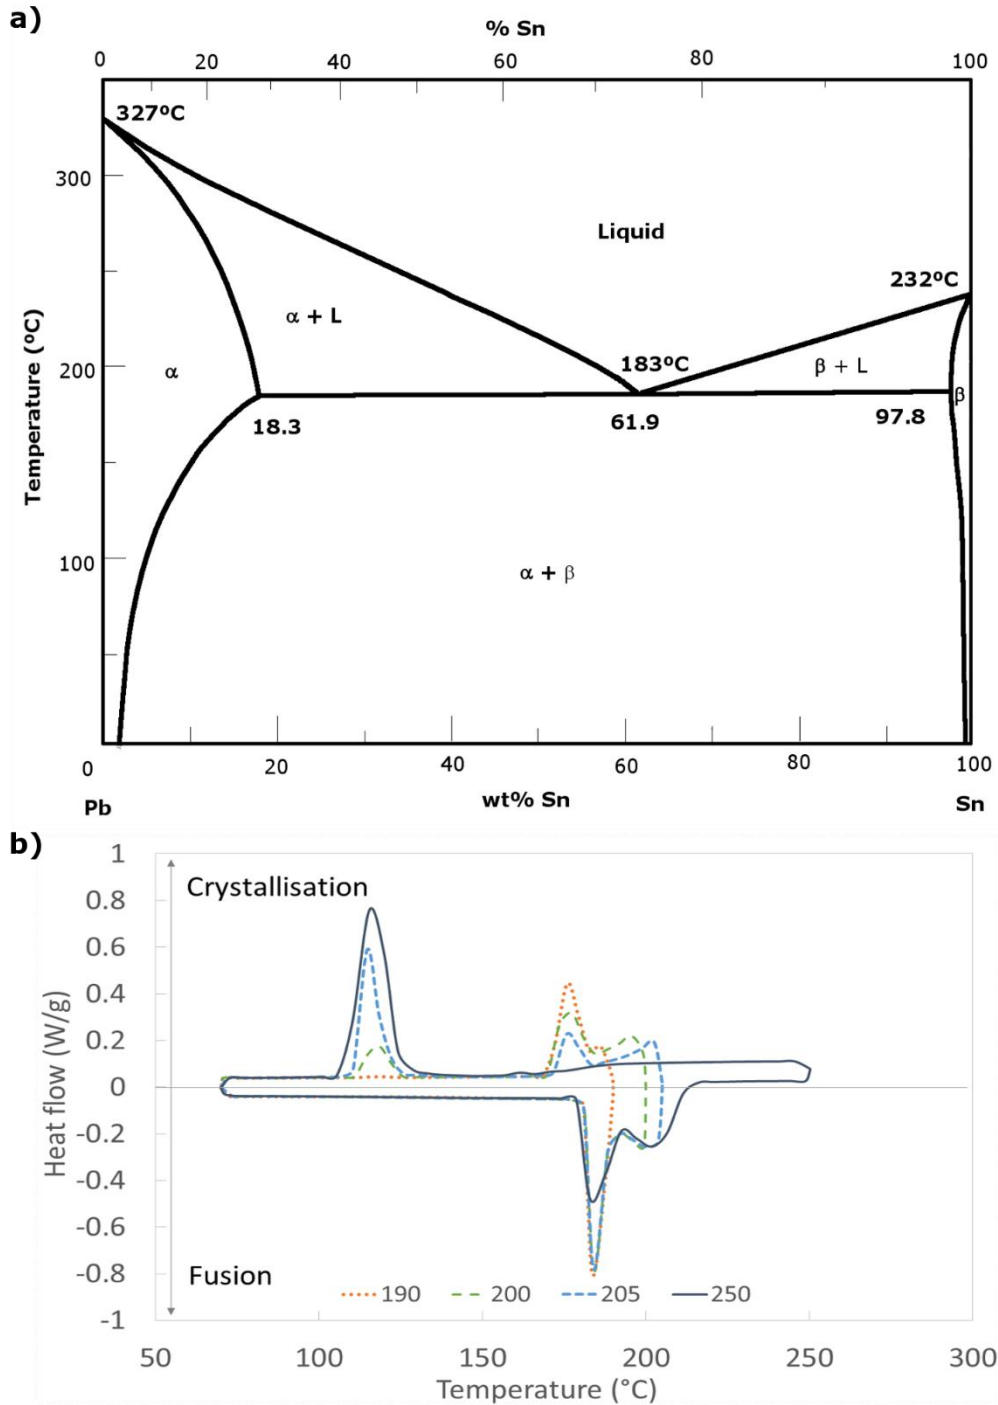 a)
% Sn
0 20 40 60 80 100
327ºC
300
Liquid
232ºC
α + L
200
α
183ºC
β + L
β
18.3
61.9
97.8
Temperature (ºC)
100
α + β
0 20 40 60 80 100
Pb
wt% Sn
Sn
b)
1
Crystallisation
0.8
0.6
0.4
0.2
0
-0.2
-0.4
-0.6
-0.8
-1
Heat flow (W/g)
Fusion
190 200 205 250
50 100 150 200 250 300
Temperature (°C)